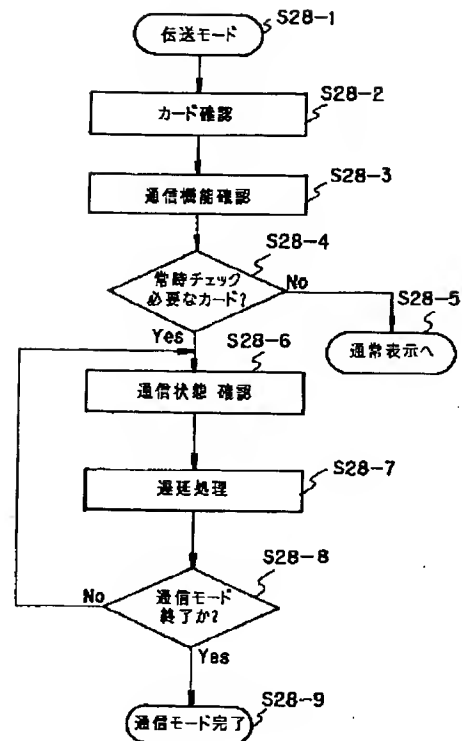 S28-1
伝送モード
S28-2
カード確認
S28-3
通信機能確認
S28-4
常時チェック
必要なカード?
No
S28-5
通常表示へ
Yes
S28-6
通信状態 確認
S28-7
遅延処理
S28-8
通信モード
終了か?
No
Yes
S28-9
通信モード完了